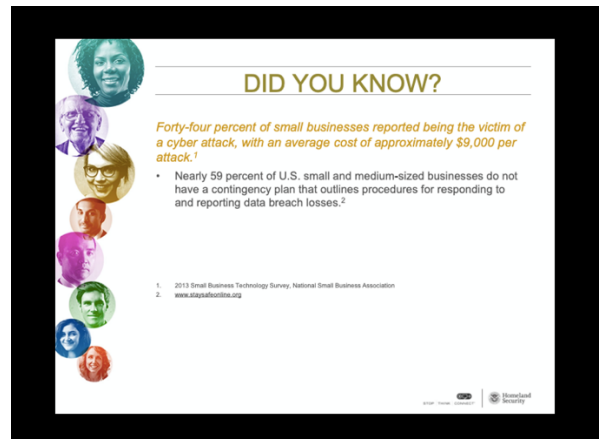 DID YOU KNOW?
Forty-four percent of small businesses reported being the victim of
a cyber attack, with an average cost of approximately $9,000 per
attack.1
• Nearly 59 percent of U.S. small and medium-sized businesses do not
have a contingency plan that outlines procedures for responding to
and reporting data breach losses.2
1. 2013 Small Business Technology Survey, National Small Business Association
2. www.staysafeonline.org
STOP THINK CONNECT
Homeland
Security